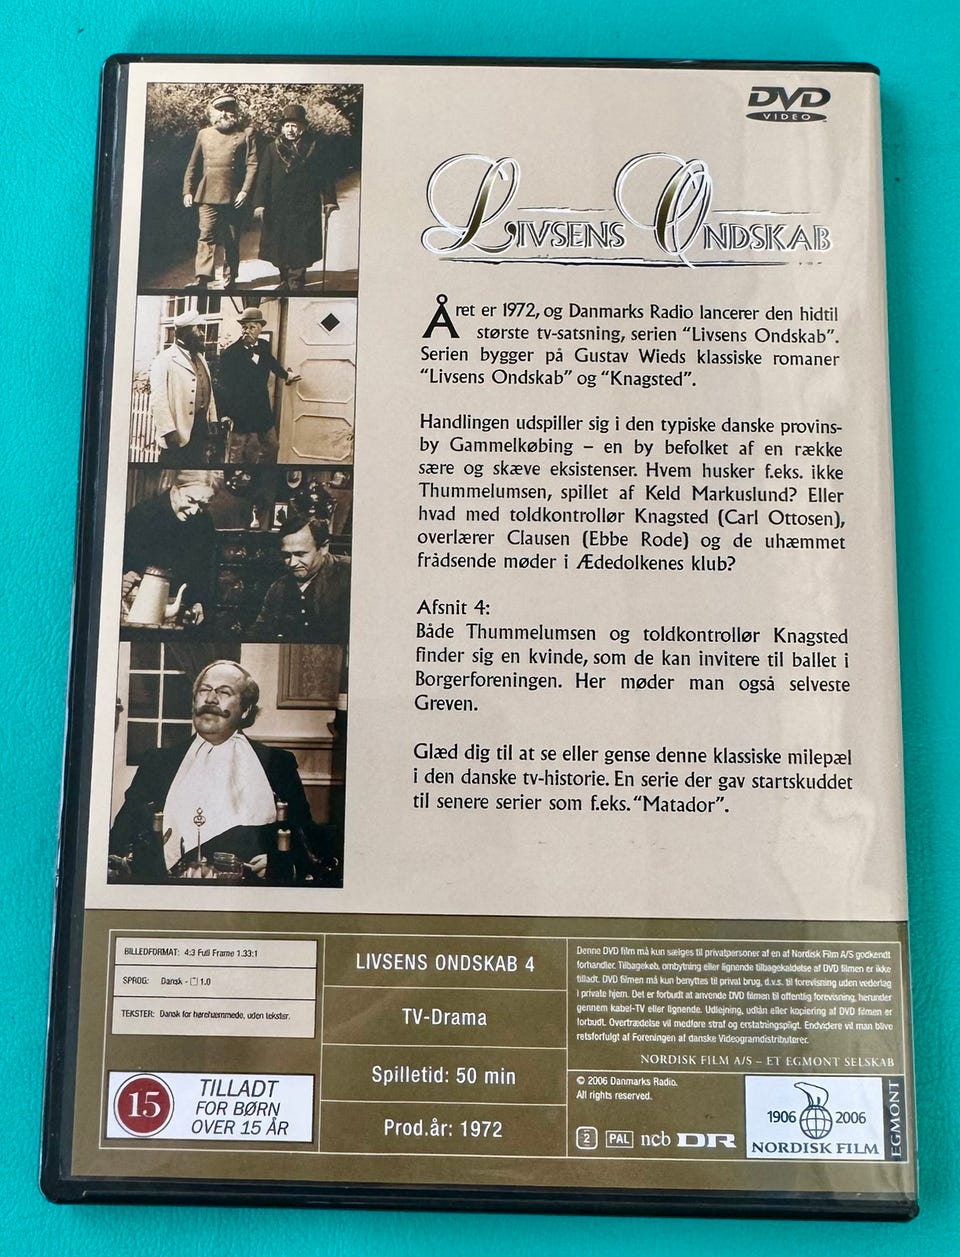 DVD
VIDEO
LIVSENS ONDSKAB
Året er 1972, og Danmarks Radio lancerer den hidtil
største tv-satsning, serien “Livsens Ondskab”.
Serien bygger på Gustav Wieds klassiske romaner
“Livsens Ondskab” og “Knagsted”.
Handlingen udspiller sig i den typiske danske provins-
by Gammelkøbing – en by befolket af en række
sære og skæve eksistenser. Hvem husker f.eks. ikke
Thummelumsen, spillet af Keld Markuslund? Eller
hvad med toldkontrollør Knagsted (Carl Ottosen),
overlærer Clausen (Ebbe Rode) og de uhæmmet
frådsende møder i Ædedolkenes klub?
Afsnit 4:
Både Thummelumsen og toldkontrollør Knagsted
finder sig en kvinde, som de kan invitere til ballet i
Borgerforeningen. Her møder man også selveste
Greven.
Glæd dig til at se eller gense denne klassiske milepæl
i den danske tv-historie. En serie der gav startskuddet
til senere serier som f.eks. “Matador”.
BILLEDFORMAT: 4:3 Full Frame 1.33:1
SPROG: Dansk - 1.0
TEKSTER: Dansk for hørehæmmede, uden tekster.
15
TILLADT
FOR BØRN
OVER 15 ÅR
LIVSENS ONDSKAB 4
TV-Drama
Spilletid: 50 min
Prod.år: 1972
Denne DVD film må kun sælges til privatpersoner af en af Nordisk Film A/S godkendt
forhandler. Tilbagekøb, ombytning eller lignende tilbagekaldelse af DVD filmen er ikke
tilladt. DVD filmen må kun benyttes til privat brug, d.v.s. til forevisning uden vederlag
i private hjem. Det er forbudt at anvende DVD filmen til offentlig forevisning, herunder
gennem kabel-TV eller lignende. Udlejning, udlån eller kopiering af DVD filmen er
forbudt. Overtrædelse vil medføre straf og erstatningspligt. Endvidere vil man blive
retsforfulgt af Foreningen af danske Videogramdistributører.
NORDISK FILM A/S – ET EGMONT SELSKAB
© 2006 Danmarks Radio.
All rights reserved.
2 PAL ncb DR
1906 2006
NORDISK FILM
EGMONT